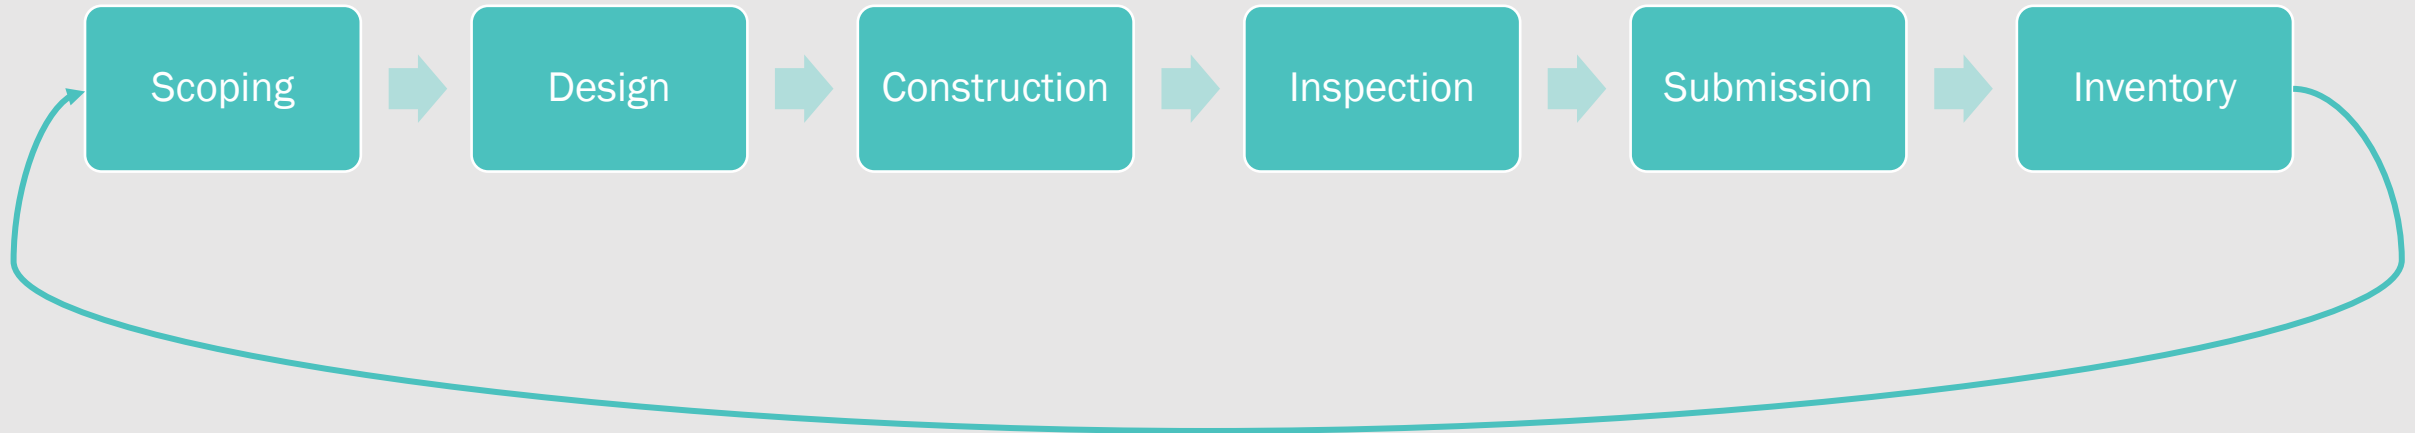 Scoping
Design
Construction
Inspection
Submission
Inventory